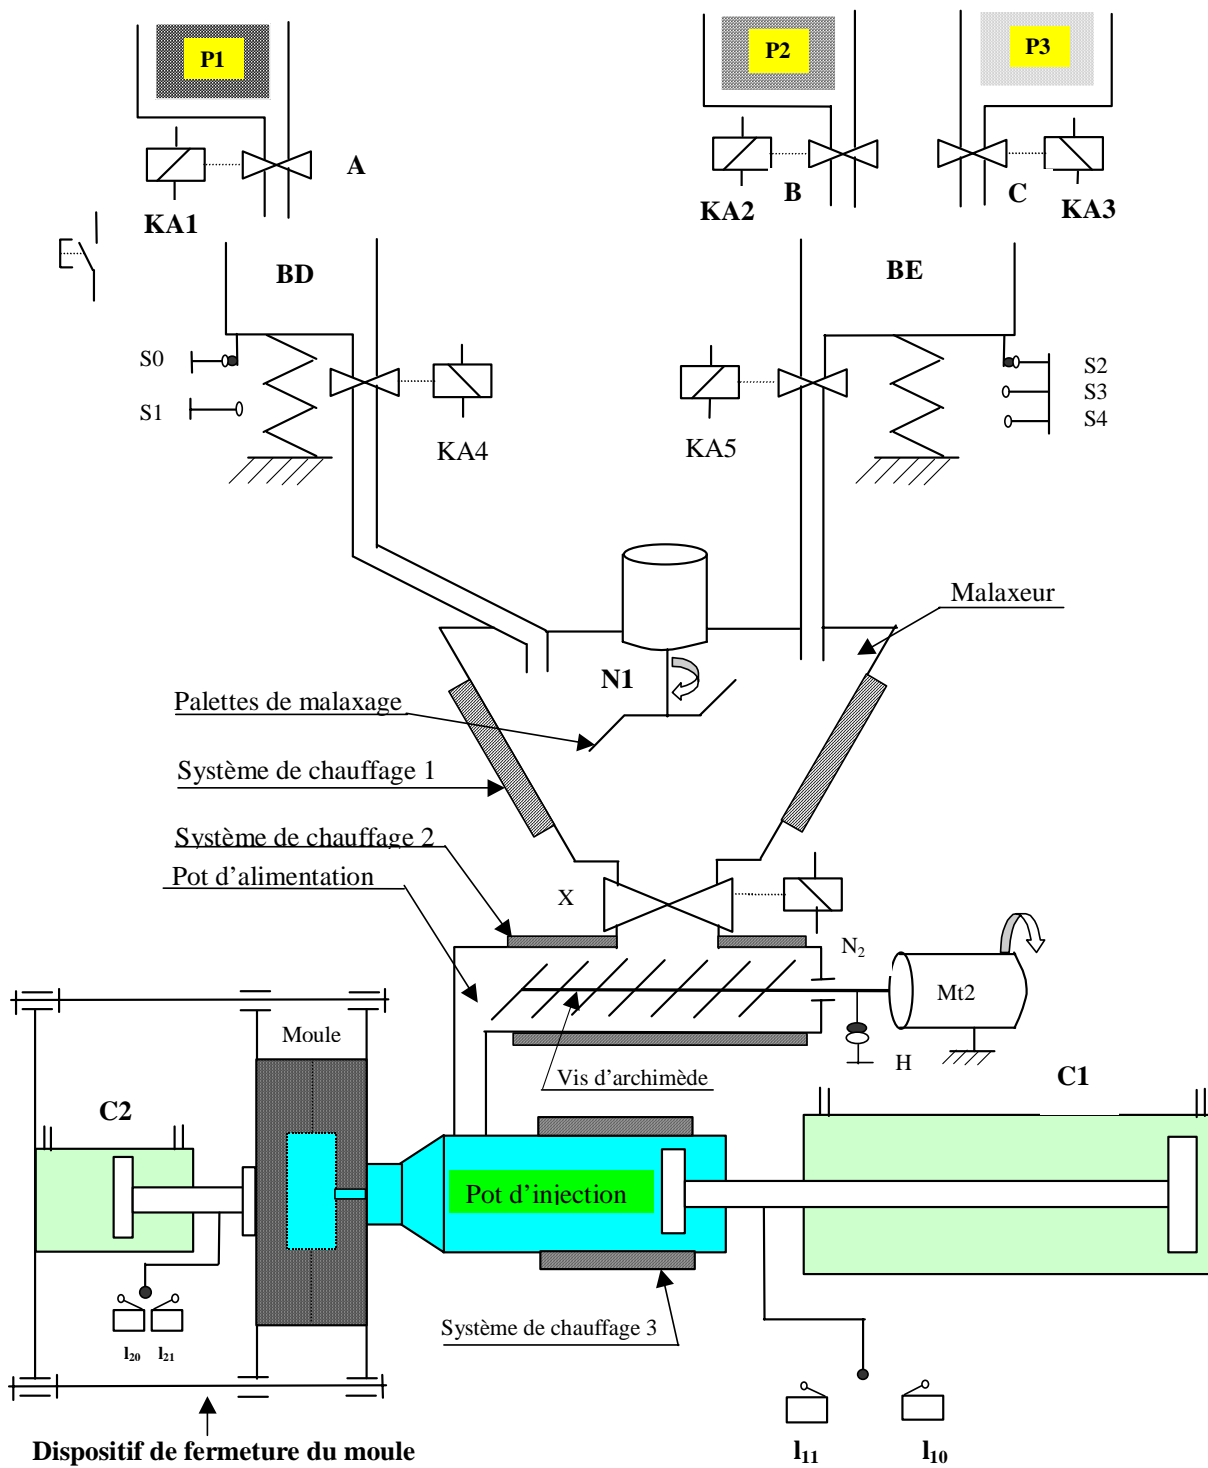 P1
P2
P3
A
B
C
KA1
KA2
KA3
BD
BE
S0
S1
S2
S3
S4
KA4
KA5
Malaxeur
N1
Palettes de malaxage
Système de chauffage 1
Système de chauffage 2
Pot d’alimentation
X
N2
Mt2
Moule
H
Vis d’archimède
C1
C2
Pot d’injection
Système de chauffage 3
l20
l21
l11
l10
Dispositif de fermeture du moule